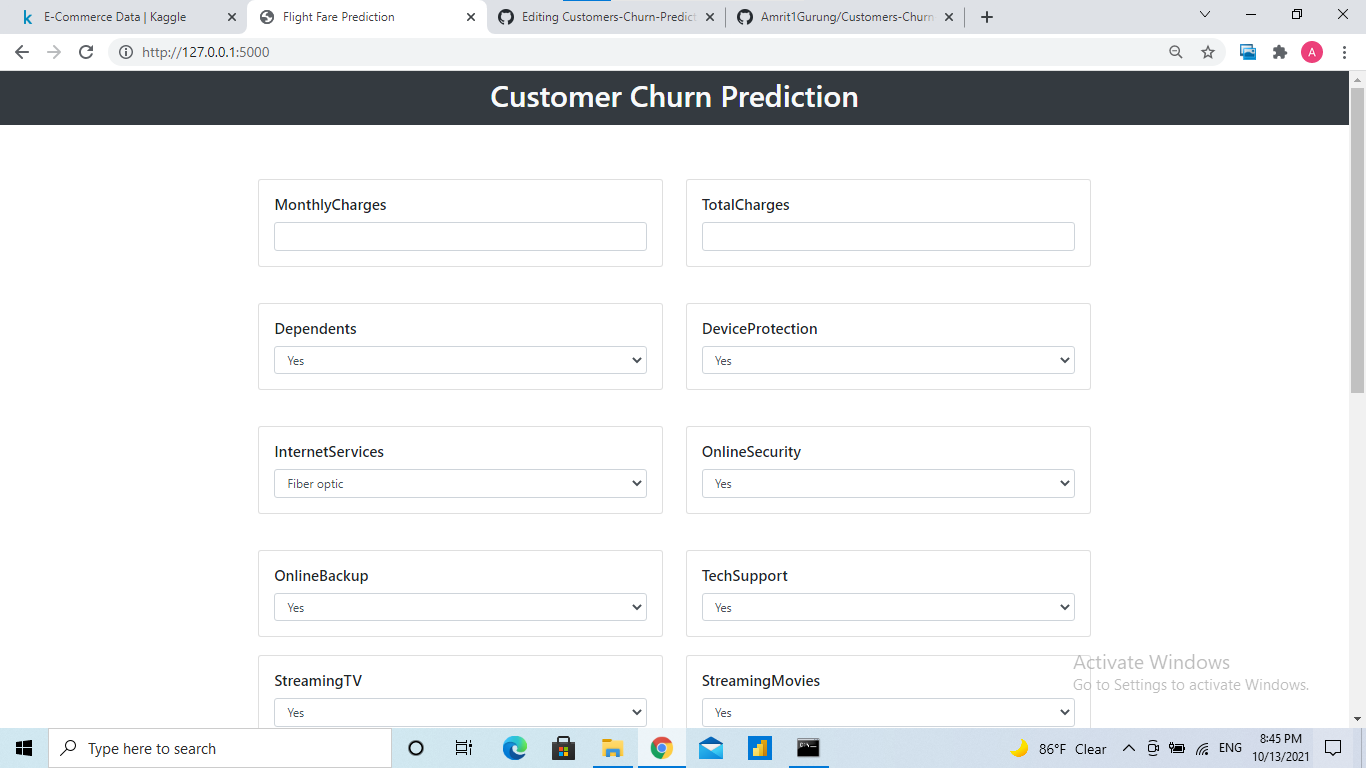 E-Commerce Data | Kaggle
Flight Fare Prediction
Editing Customers-Churn-Predict
Amrit1Gurung/Customers-Churn
http://127.0.0.1:5000
A
Customer Churn Prediction
MonthlyCharges
TotalCharges
Dependents
DeviceProtection
Yes
Yes
InternetServices
OnlineSecurity
Fiber optic
Yes
OnlineBackup
TechSupport
Yes
Yes
StreamingTV
StreamingMovies
Yes
Yes
Activate Windows
Go to Settings to activate Windows.
Type here to search
86°F Clear
ENG
8:45 PM
10/13/2021